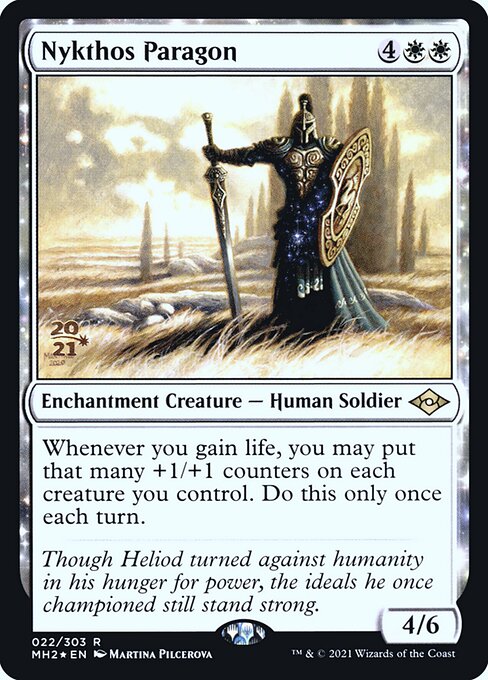 Nykthos Paragon 4
20
21
Enchantment Creature — Human Soldier
Whenever you gain life, you may put
that many +1/+1 counters on each
creature you control. Do this only once
each turn.
Though Heliod turned against humanity
in his hunger for power, the ideals he once
championed still stand strong.
4/6
022/303 R
MH2★EN Martina Pilcerova
™ & © 2021 Wizards of the Coast